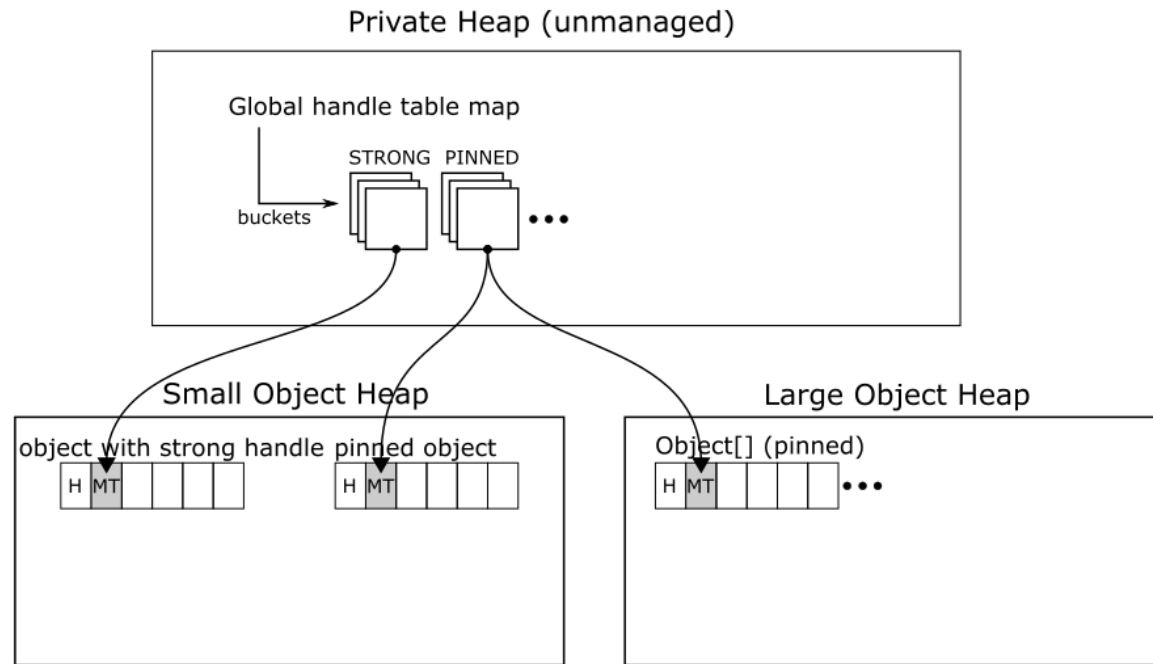 Private Heap (unmanaged)
Global handle table map
STRONG PINNED
buckets
Small Object Heap
object with strong handle pinned object
H MT
H MT
Large Object Heap
Object[] (pinned)
H MT